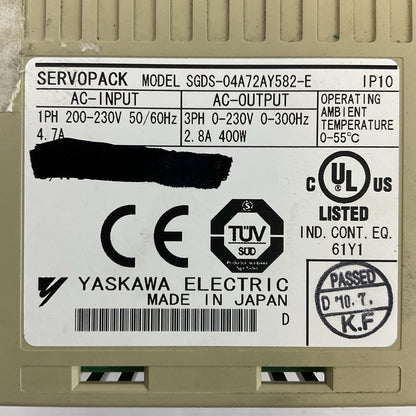 SERVOPACK MODEL SGDS-04A72AY582-E IP10
AC-INPUT AC-OUTPUT OPERATING
AMBIENT
TEMPERATURE
0-55°C
1PH 200-230V 50/60Hz 3PH 0-230V 0-300Hz
4.7A 2.8A 400W
C UL US
LISTED
IND. CONT. EQ.
61Y1
CE
TÜV
SÜD
YASKAWA ELECTRIC
MADE IN JAPAN
D
PASSED
D '10.7.
K.F